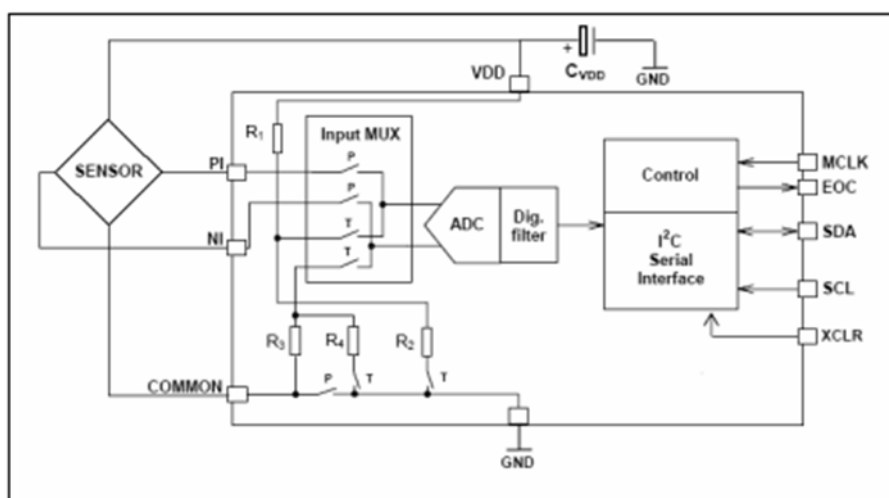 VDD
+
CVDD
GND
R1
Input MUX
SENSOR
PI
P
P
NI
T
T
ADC
Dig.
filter
Control
I2C
Serial
Interface
MCLK
EOC
SDA
SCL
XCLR
R3
R4
R2
COMMON
P
T
T
GND